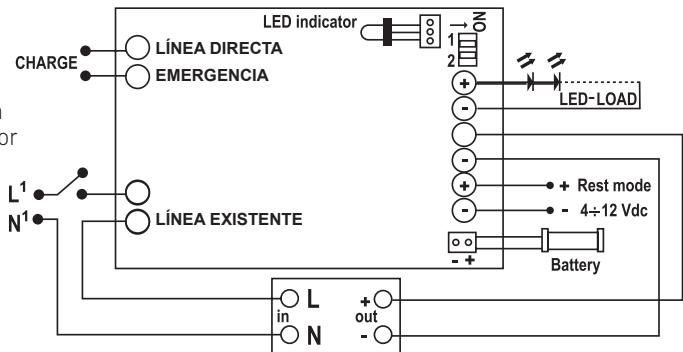 LED indicator
ON
1
2
LÍNEA DIRECTA
CHARGE
EMERGENCIA
+
-
LED-LOAD
or
-
L¹
+
+ Rest mode
N¹
LÍNEA EXISTENTE
-
- 4÷12 Vdc
- +
Battery
L
+
in
out
N
-